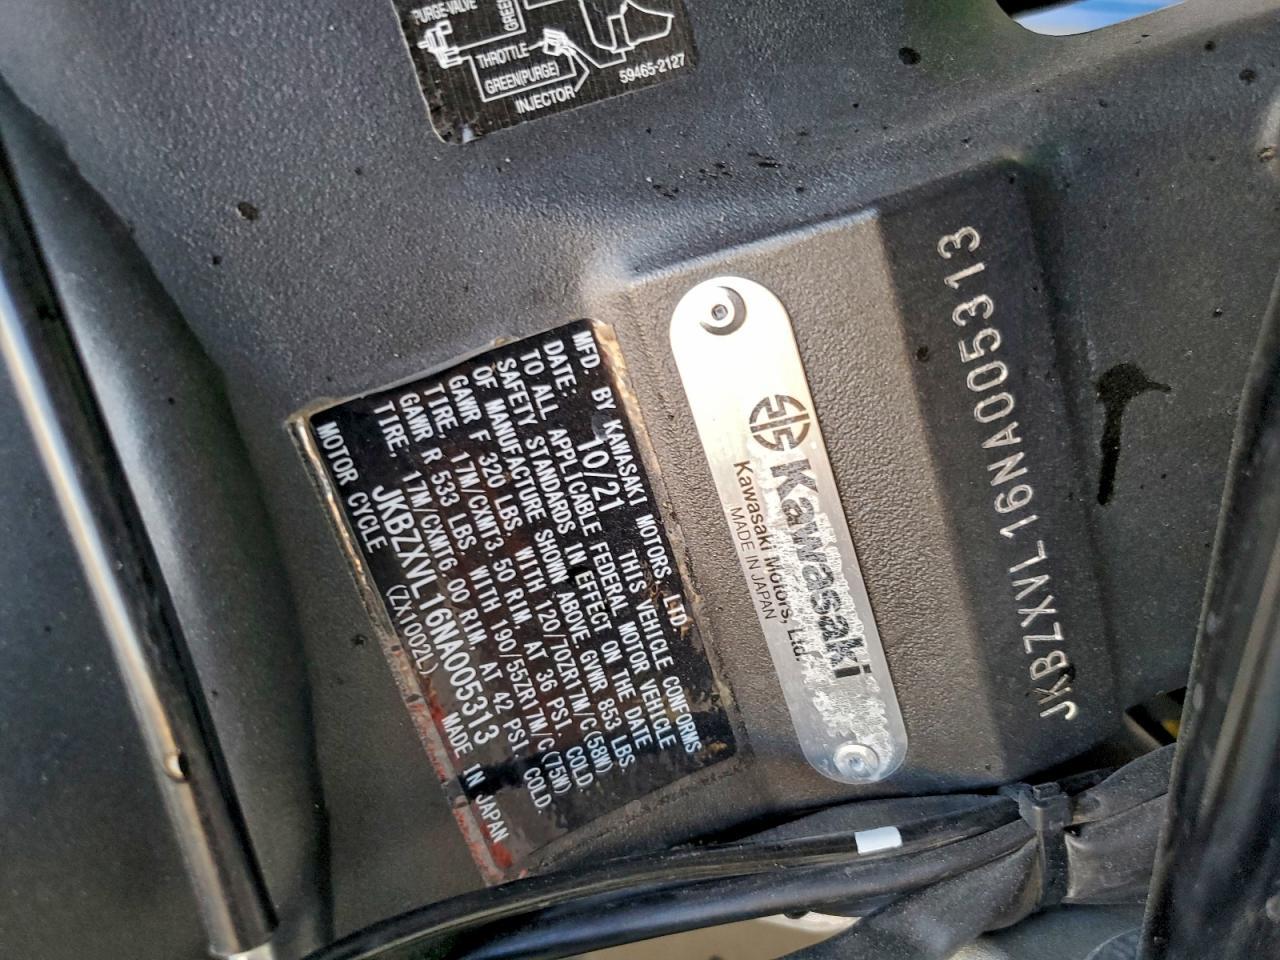 PURGE-VALVE
GREEN
THROTTLE
GREEN(PURGE)
INJECTOR
59465-2127
MFD. BY KAWASAKI MOTORS, LTD.
DATE: 10/21 THIS VEHICLE CONFORMS
TO ALL APPLICABLE FEDERAL MOTOR VEHICLE
SAFETY STANDARDS IN EFFECT ON THE DATE
OF MANUFACTURE SHOWN ABOVE. GVWR 853 LBS.
GAWR F 320 LBS. WITH 120/70ZR17M/C(58W)
TIRE, 17M/CXMT3.50 RIM, AT 36 PSI COLD.
GAWR R 533 LBS. WITH 190/55ZR17M/C(75W)
TIRE, 17M/CXMT6.00 RIM, AT 42 PSI COLD.
JKBZXVL16NA005313
MOTOR CYCLE (ZX1002L) MADE IN JAPAN
Kawasaki
Kawasaki Motors, Ltd.
MADE IN JAPAN
JKBZXVL16NA005313